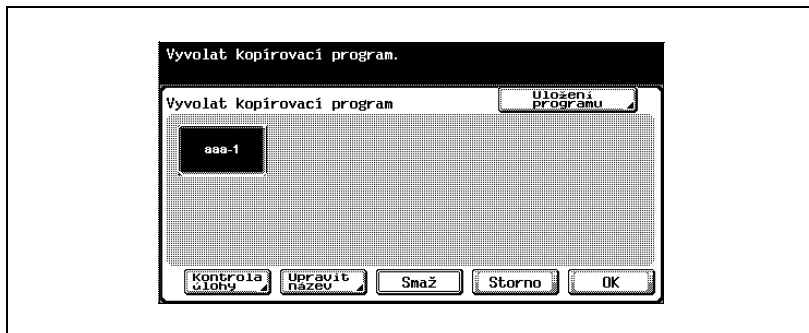 Vyvolat kopírovací program.
Vyvolat kopírovací program
Uložení
programu
aaa-1
Kontrola
úlohy
Upravit
název
Smaž
Storno
OK